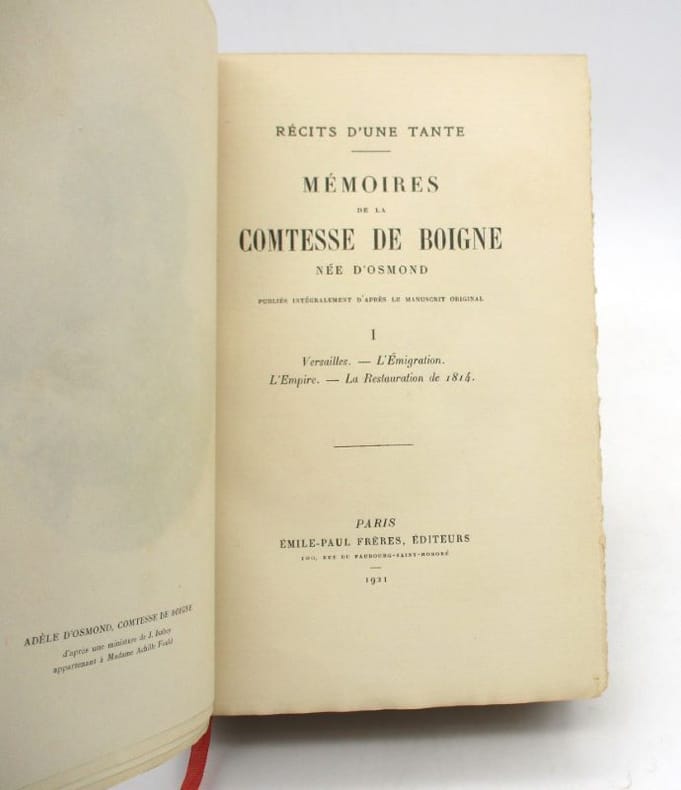 ADÈLE D'OSMOND, COMTESSE DE BOIGNE
d'après une miniature de J. Isabey
appartenant à Madame Achille Fould
RÉCITS D'UNE TANTE
MÉMOIRES
DE LA
COMTESSE DE BOIGNE
NÉE D'OSMOND
PUBLIÉS INTÉGRALEMENT D'APRÈS LE MANUSCRIT ORIGINAL
I
Versailles. — L'Émigration.
L'Empire. — La Restauration de 1814.
PARIS
ÉMILE-PAUL FRÈRES, ÉDITEURS
100, RUE DU FAUBOURG-SAINT-HONORÉ
1921